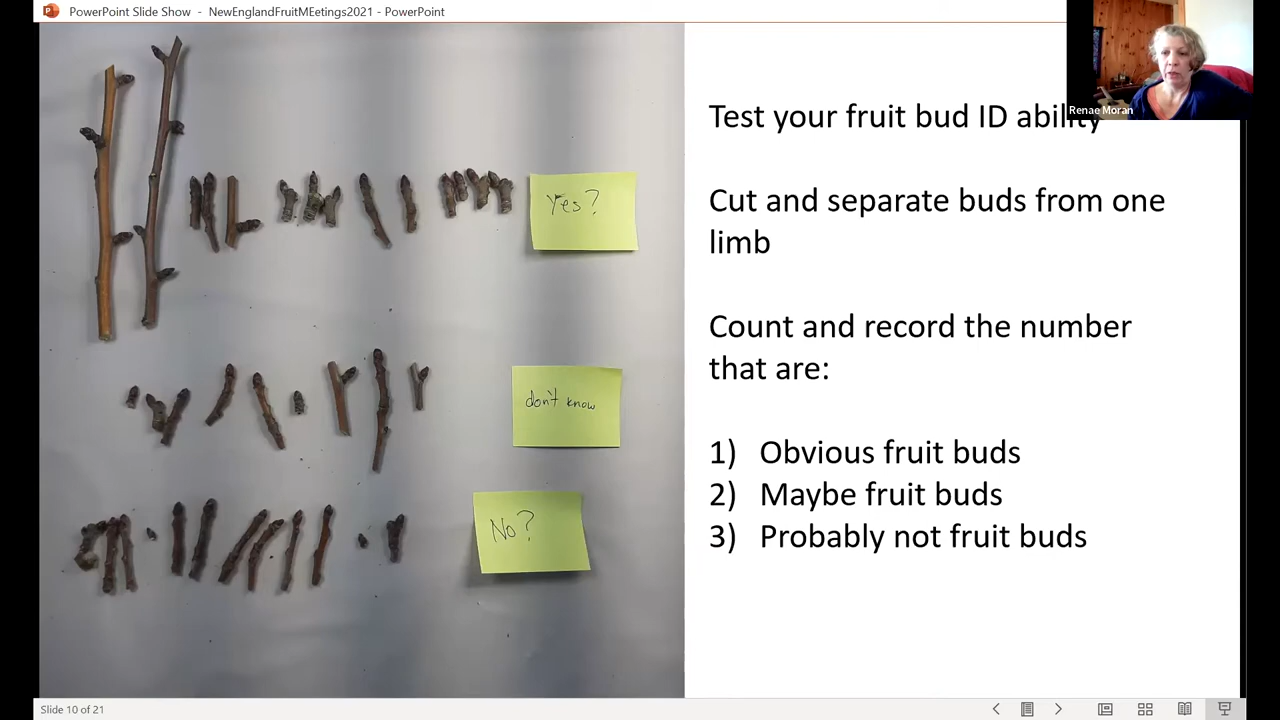 PowerPoint Slide Show - NewEnglandFruitMEetings2021 - PowerPoint
Renae Moran
Test your fruit bud ID ability
Cut and separate buds from one
limb
Count and record the number
that are:
1) Obvious fruit buds
2) Maybe fruit buds
3) Probably not fruit buds
Yes?
don't know
No?
Slide 10 of 21